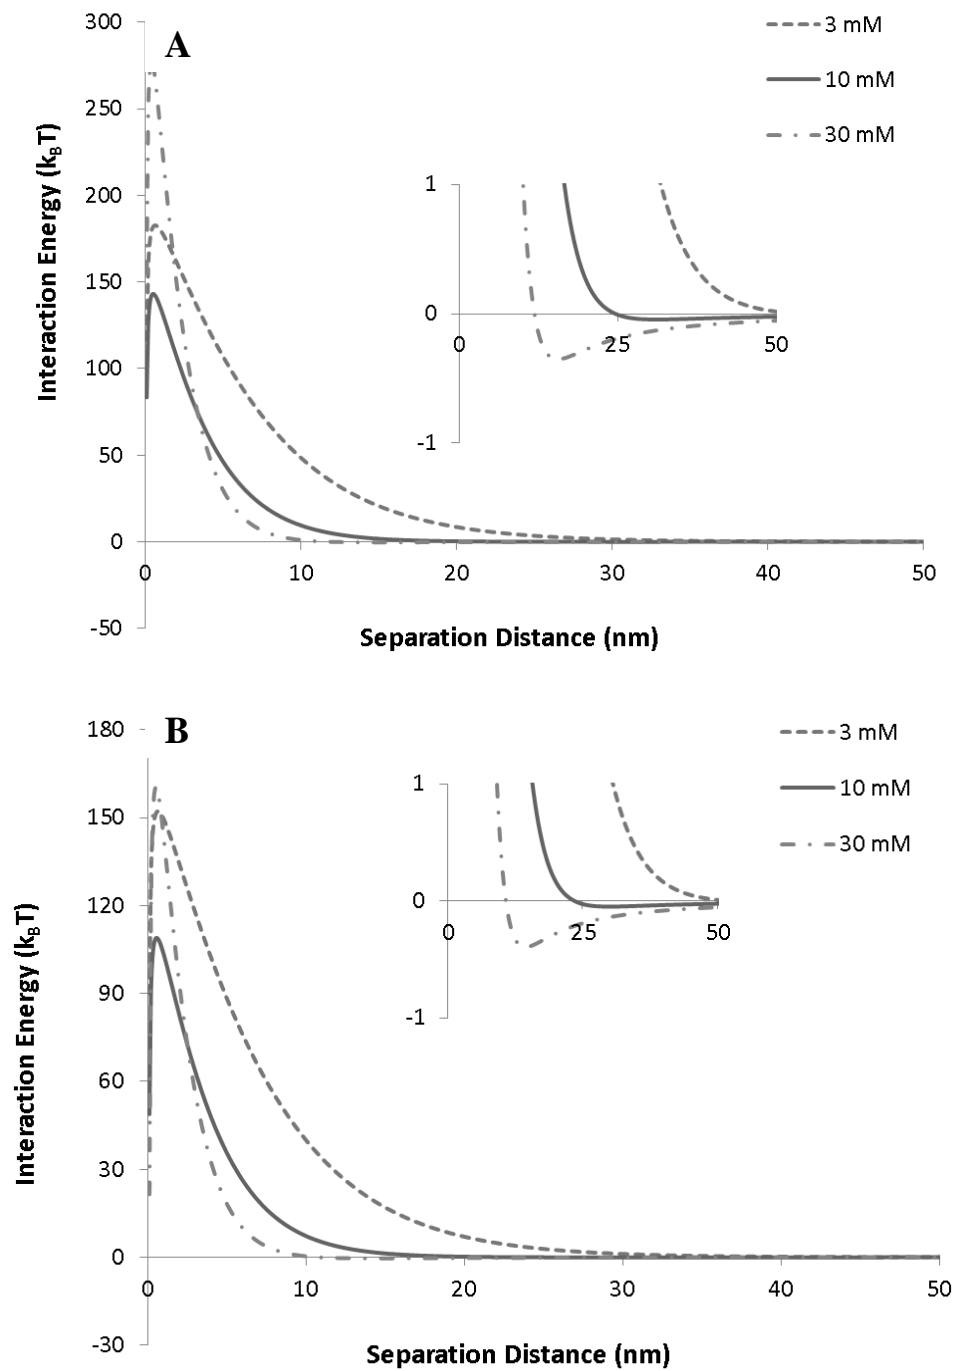 A
300
250
200
150
100
50
0
-50
Interaction Energy (kBT)
0 10 20 30 40 50
Separation Distance (nm)
3 mM
10 mM
30 mM
1
0
-1
0 25 50
B
180
150
120
90
60
30
0
-30
Interaction Energy (kBT)
0 10 20 30 40 50
Separation Distance (nm)
3 mM
10 mM
30 mM
1
0
-1
0 25 50